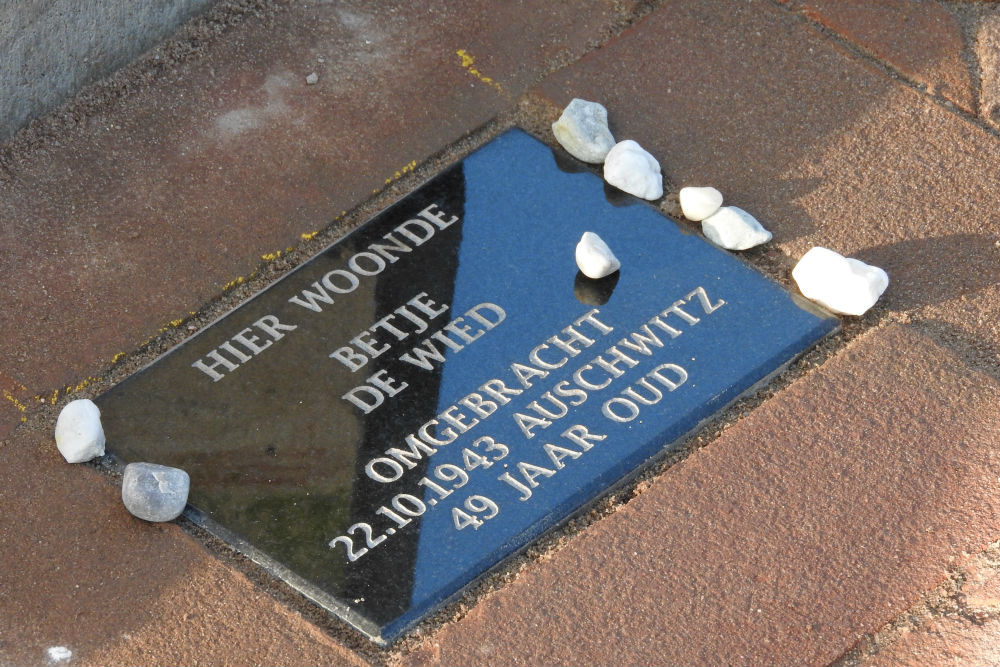 HIER WOONDE
BETJE
DE WIED
OMGEBRACHT
22.10.1943 AUSCHWITZ
49 JAAR OUD